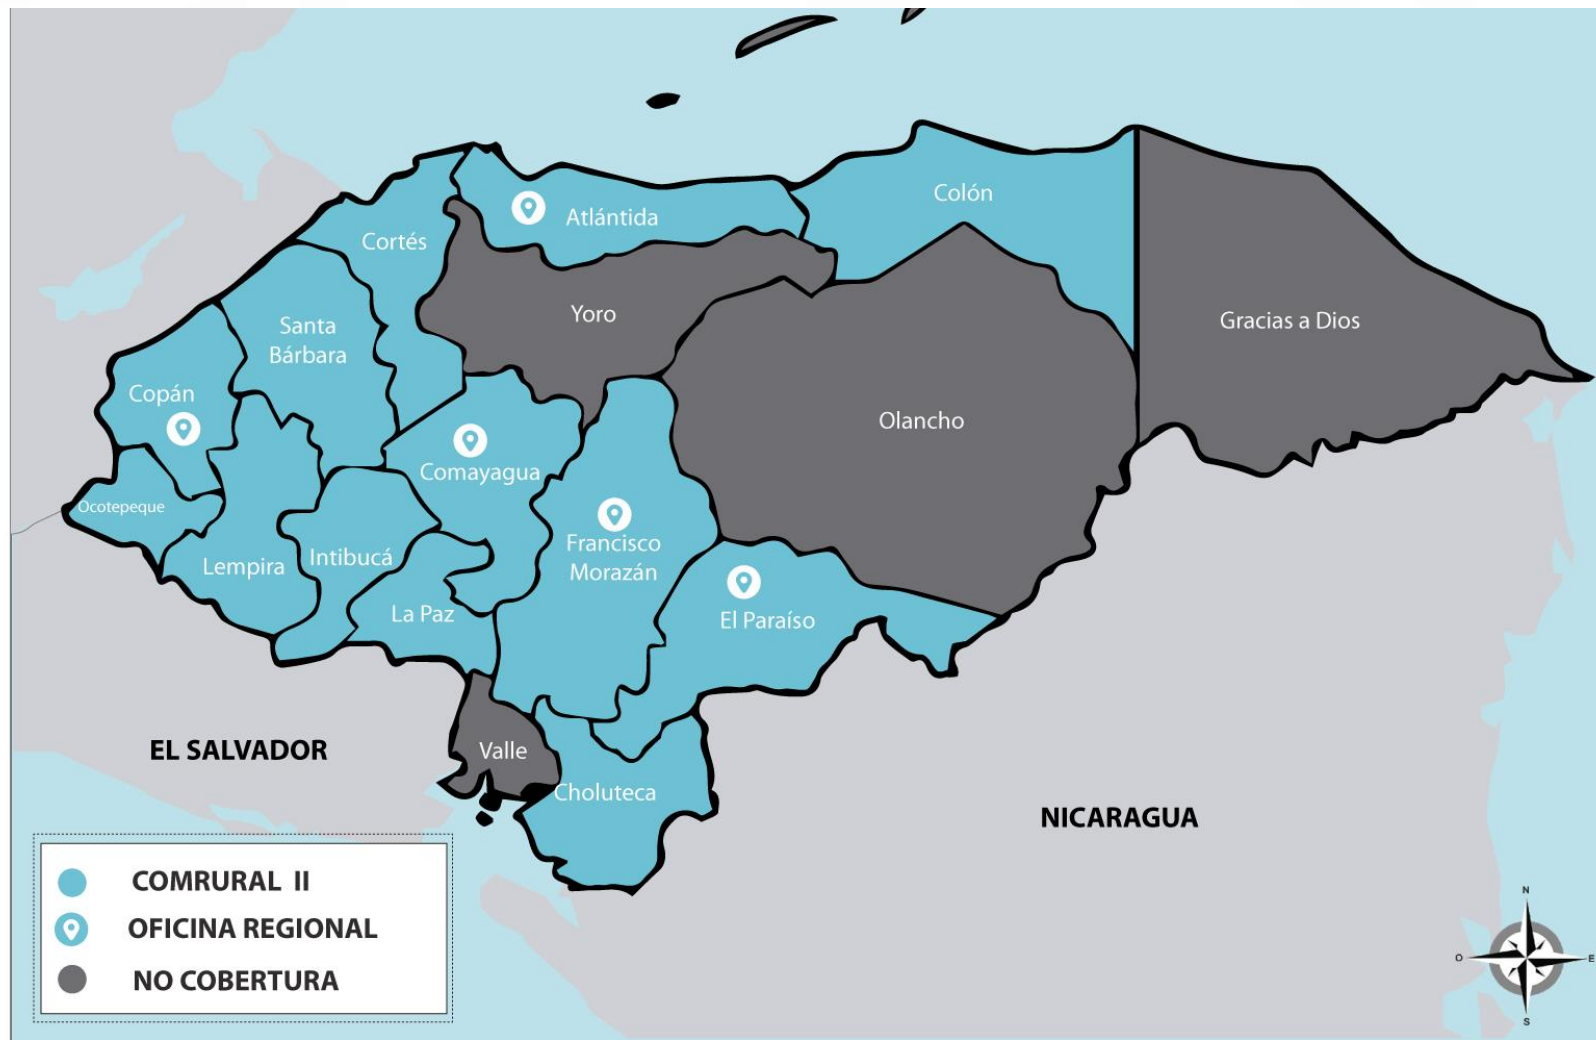 Colón
Atlántida
Cortés
Yoro
Gracias a Dios
Santa
Bárbara
Copán
Olancho
Comayagua
Ocotepeque
Francisco
Morazán
Intibucá
Lempira
La Paz
El Paraíso
EL SALVADOR
Valle
Choluteca
NICARAGUA
COMRURAL II
OFICINA REGIONAL
NO COBERTURA
N
O
E
S